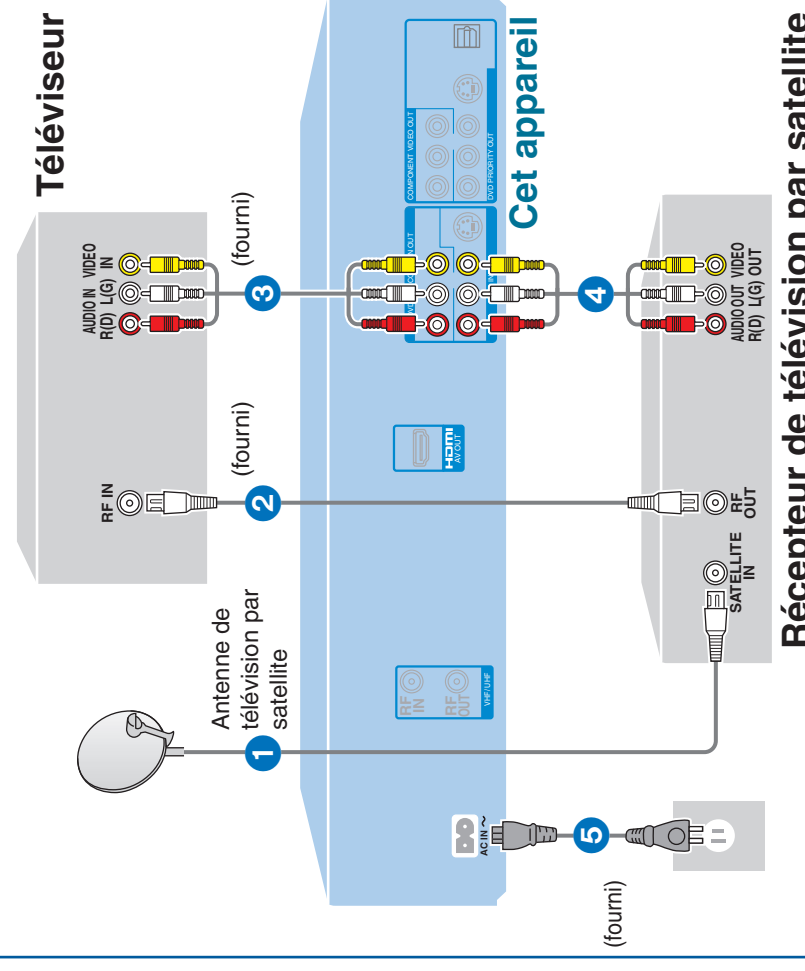 Téléviseur
AUDIO IN
R(D) L(G)
VIDEO
IN
RF IN
(fourni)
3
(fourni)
2
Antenne de
télévision par
satellite
1
COMPONENT VIDEO OUT
DVD PRIORITY OUT
HDMI
AV OUT
RF
IN
RF
OUT
VHF/UHF
AC IN ~
Cet appareil
4
5
(fourni)
AUDIO OUT
R(D) L(G)
VIDEO
OUT
RF
OUT
SATELLITE
IN
Récepteur de télévision par satellite